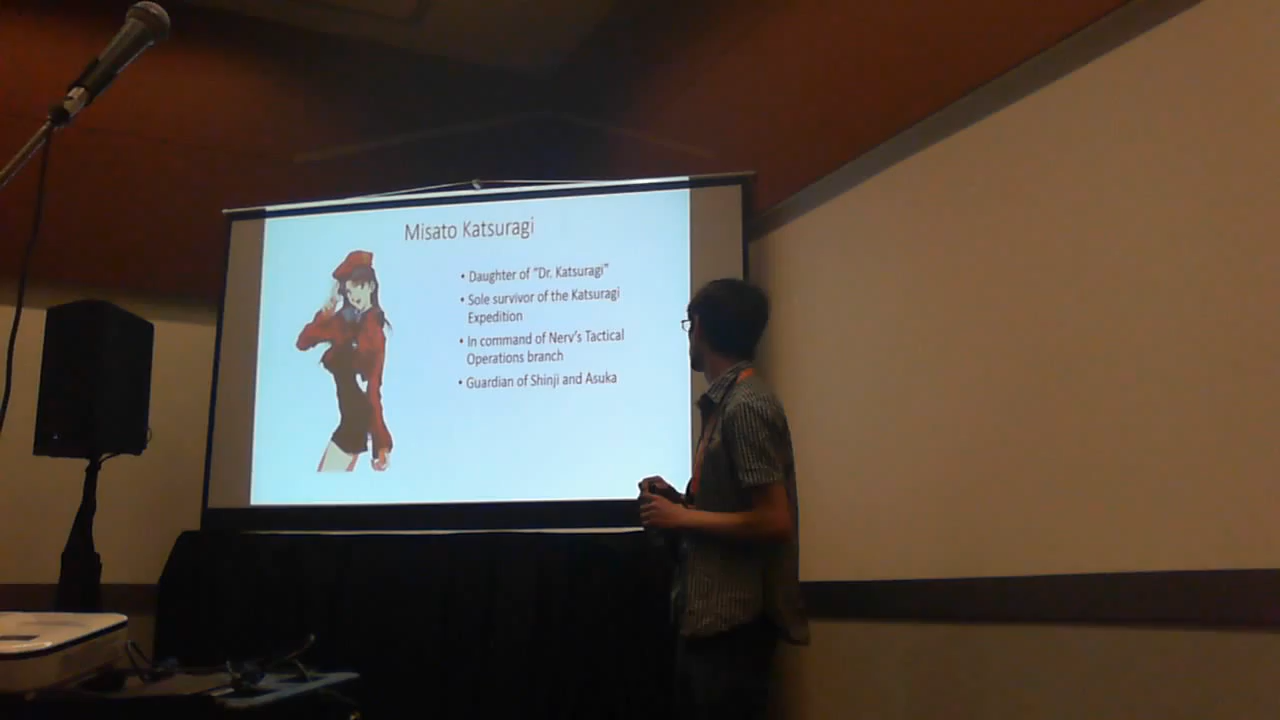 Misato Katsuragi
• Daughter of "Dr. Katsuragi"
• Sole survivor of the Katsuragi
Expedition
• In command of Nerv's Tactical
Operations branch
• Guardian of Shinji and Asuka